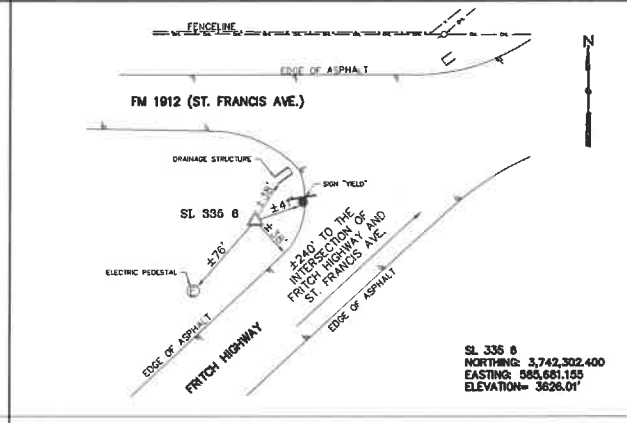 FENCELINE
N
EDGE OF ASPHALT
FM 1912 (ST. FRANCIS AVE.)
DRAINAGE STRUCTURE
SIGN "YIELD"
±41'
SL 335 6
±76'
±240' TO THE
INTERSECTION OF
FRITCH HIGHWAY AND
ST. FRANCIS AVE.
ELECTRIC PEDESTAL
EDGE OF ASPHALT
EDGE OF ASPHALT
FRITCH HIGHWAY
SL 335 6
NORTHING: 3,742,302.400
EASTING: 585,681.155
ELEVATION= 3626.01'